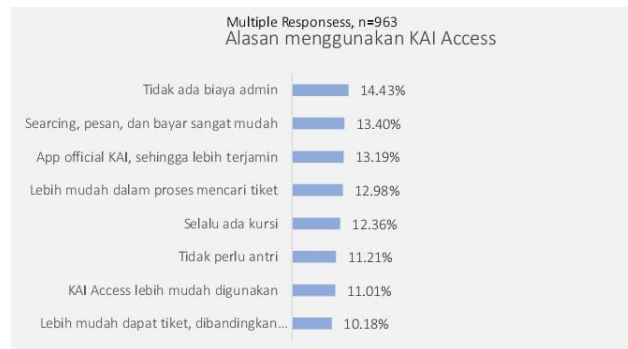 Multiple Responsess, n=963
Alasan menggunakan KAI Access
Tidak ada biaya admin 14.43%
Searcing, pesan, dan bayar sangat mudah 13.40%
App official KAI, sehingga lebih terjamin 13.19%
Lebih mudah dalam proses mencari tiket 12.98%
Selalu ada kursi 12.36%
Tidak perlu antri 11.21%
KAI Access lebih mudah digunakan 11.01%
Lebih mudah dapat tiket, dibandingkan... 10.18%